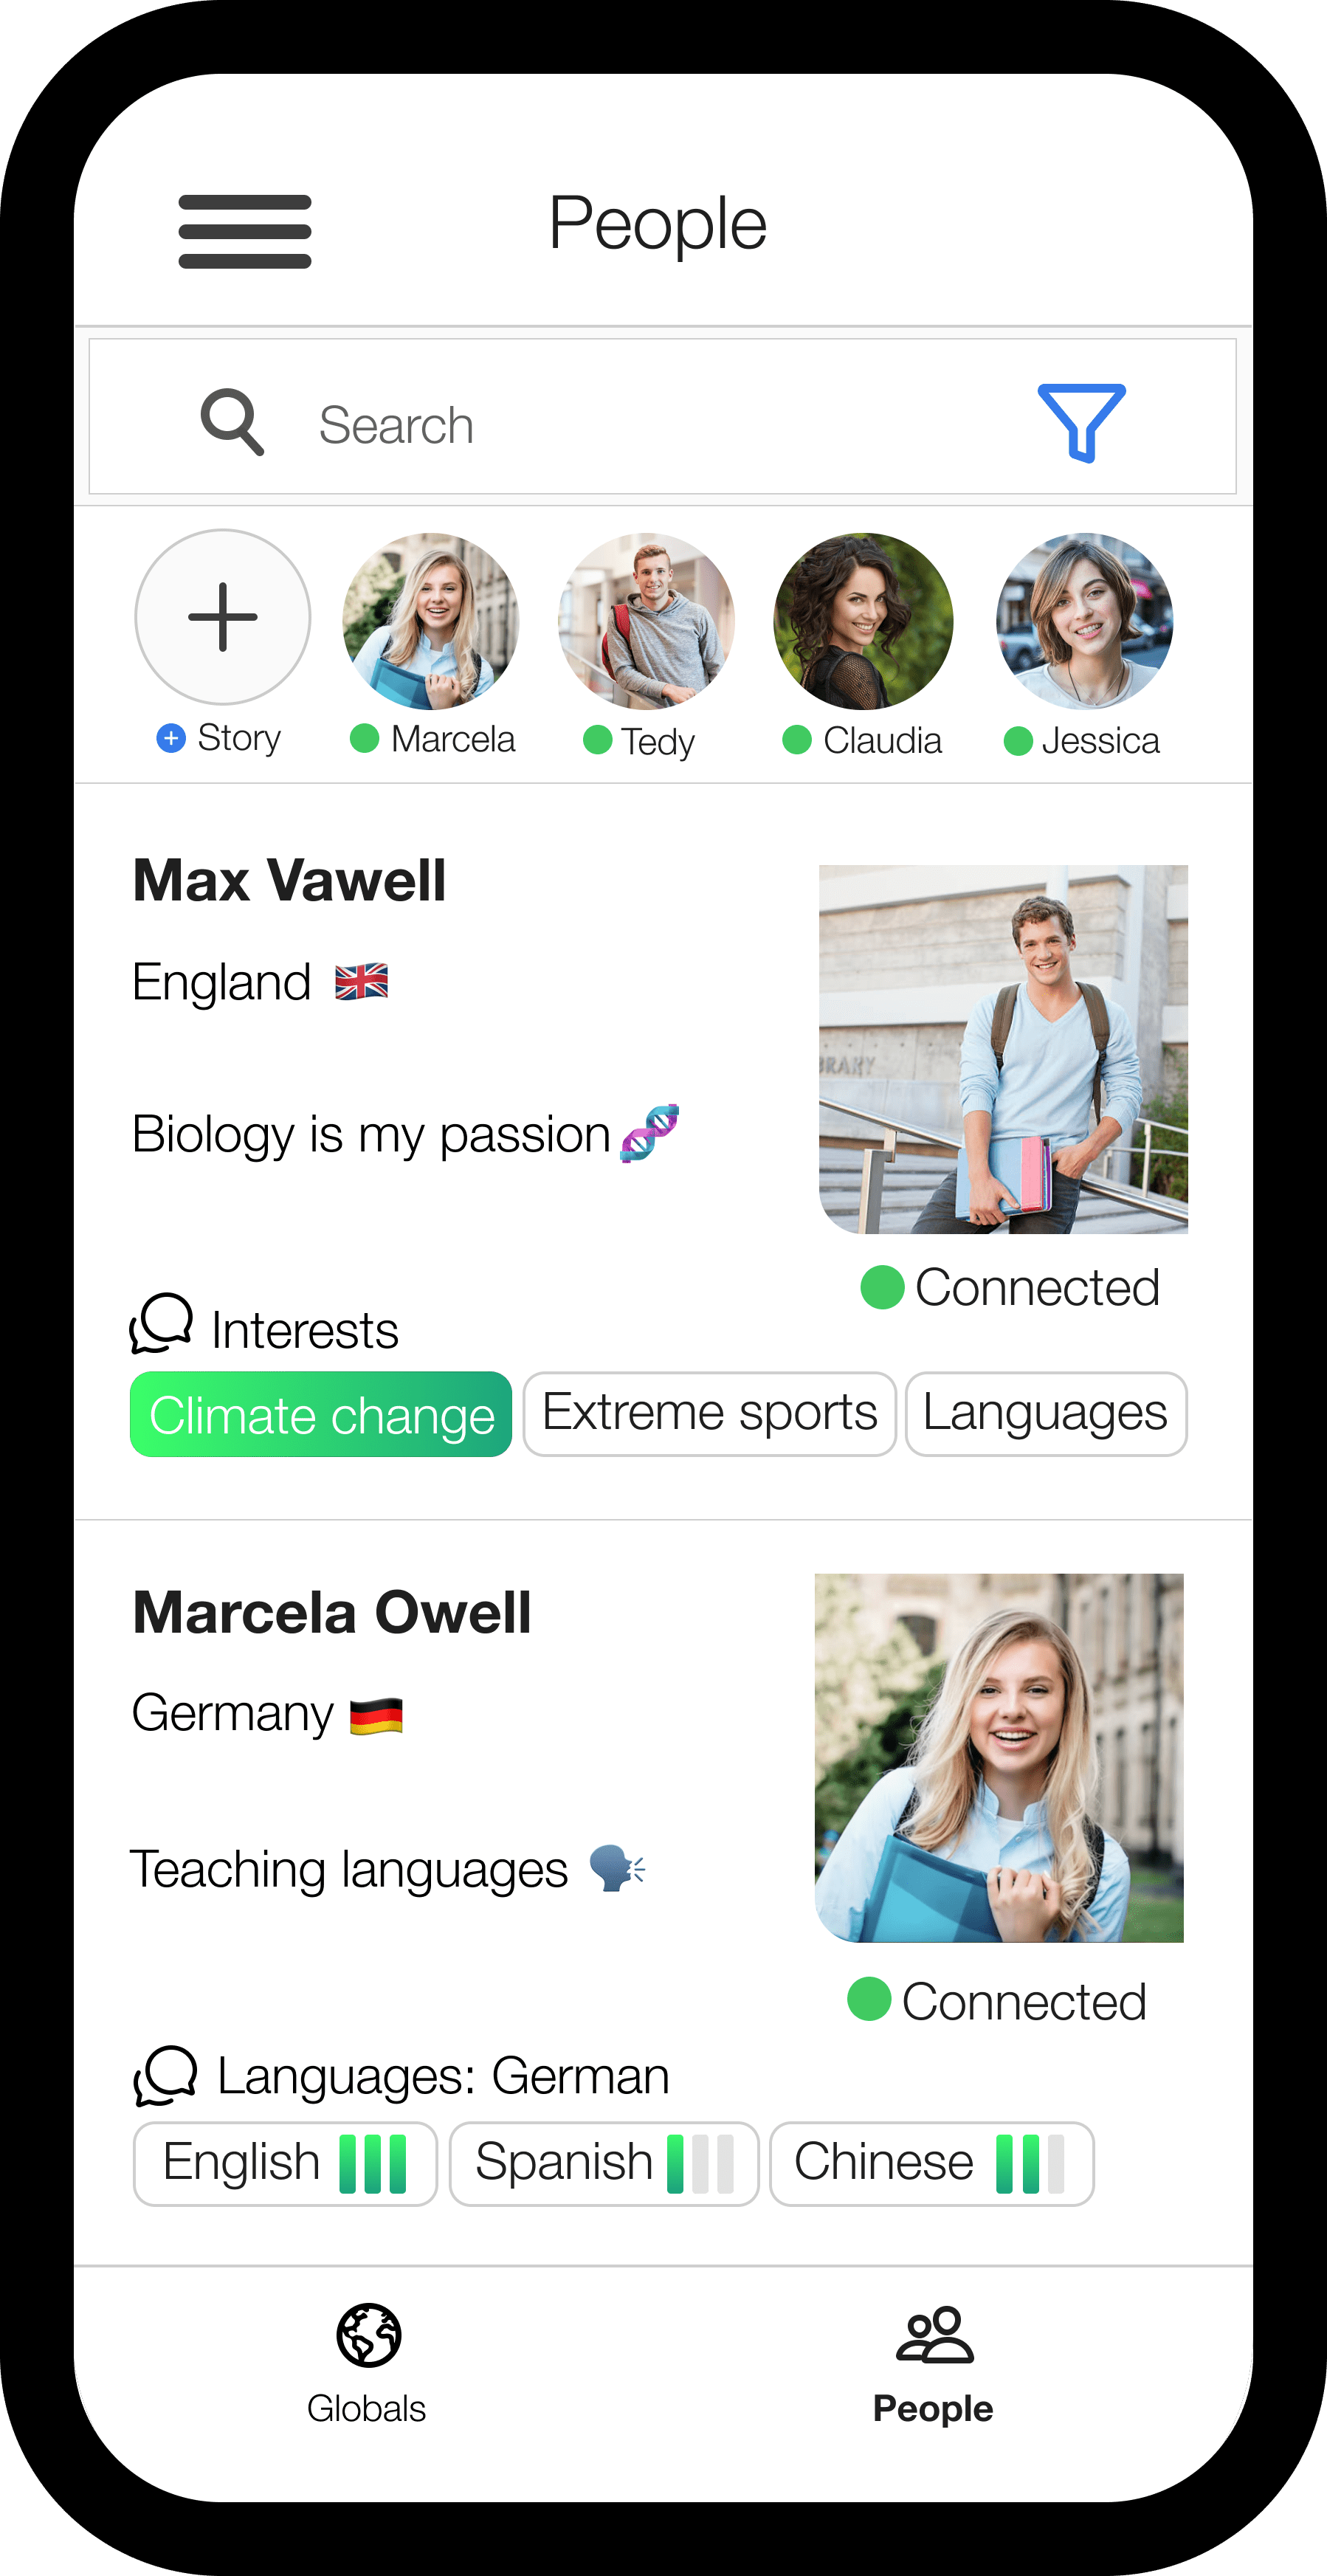 People
Search
Story Marcela Tedy Claudia Jessica
Max Vawell
England 🇬🇧
Biology is my passion 🧬
BRARY
Connected
Interests
Climate change Extreme sports Languages
Marcela Owell
Germany 🇩🇪
Teaching languages 🗣️
Connected
Languages: German
English Spanish Chinese
Globals People